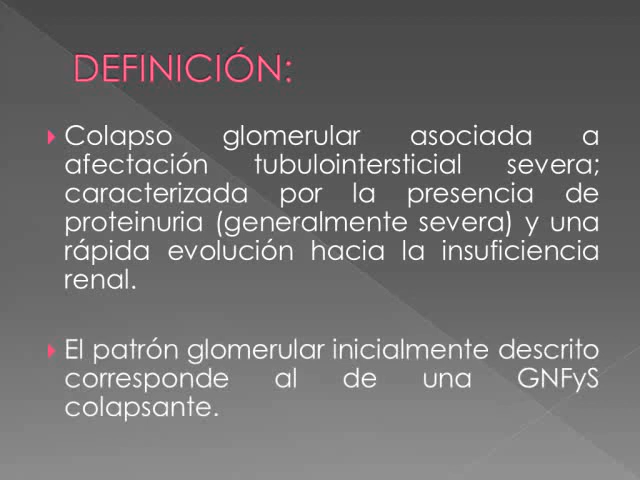 DEFINICIÓN:
Colapso glomerular asociada a
afectación tubulointersticial severa;
caracterizada por la presencia de
proteinuria (generalmente severa) y una
rápida evolución hacia la insuficiencia
renal.
El patrón glomerular inicialmente descrito
corresponde al de una GNFyS
colapsante.